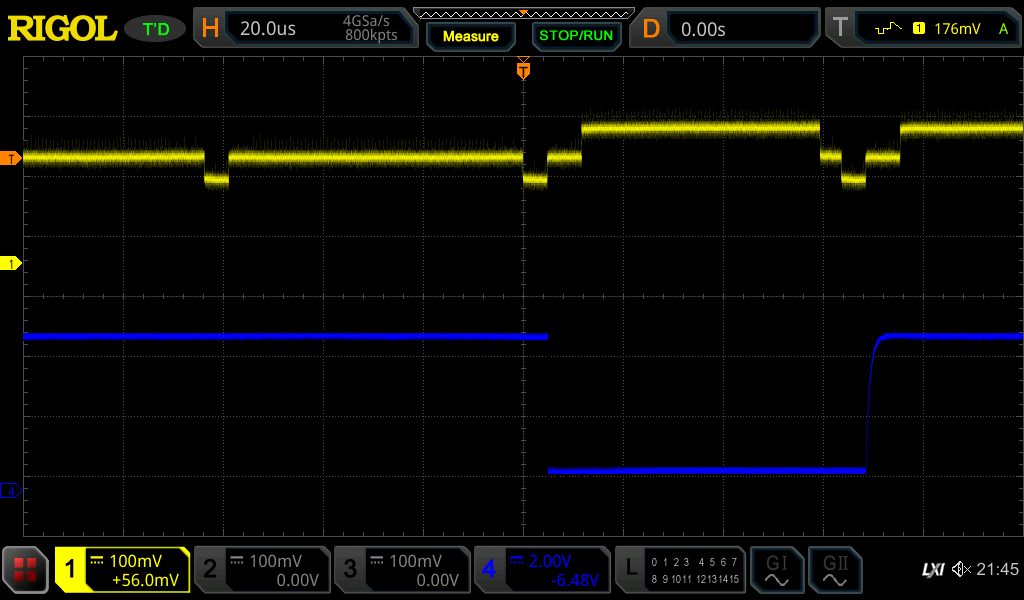 RIGOL T'D H 20.0us 4GSa/s 800kpts Measure STOP/RUN D 0.00s T 1 176mV A
T
T
1
4
1 100mV +56.0mV 2 100mV 0.00V 3 100mV 0.00V 4 2.00V -6.48V L 0 1 2 3 4 5 6 7 8 9 10 11 12 13 14 15 GI GII LXI 21:45